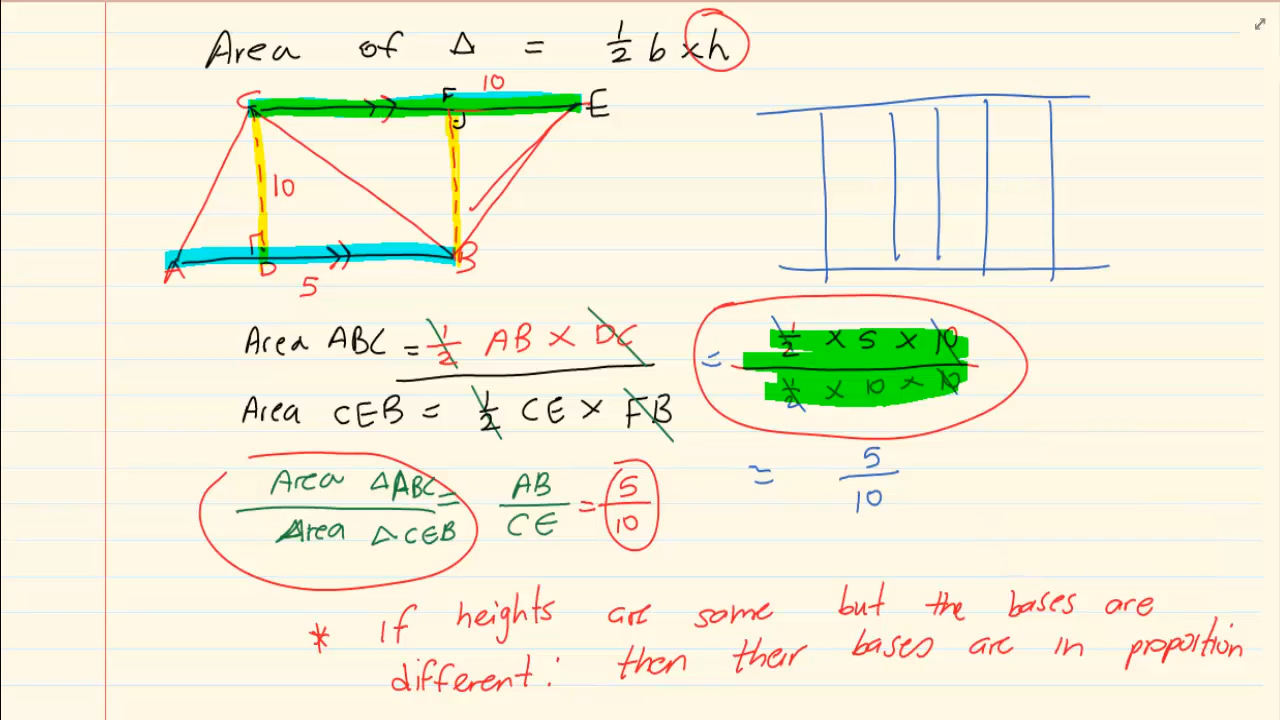 Area of Δ = 1/2 b × h
10
C F E
10
A D B
5
Area ABC = 1/2 AB × DC = 1/2 × 5 × 10
Area CEB = 1/2 CE × FB 1/2 × 10 × 10
Area ΔABC = AB = 5 = 5
Area ΔCEB CE 10 10
* If heights are same but the bases are
different: then their bases are in proportion